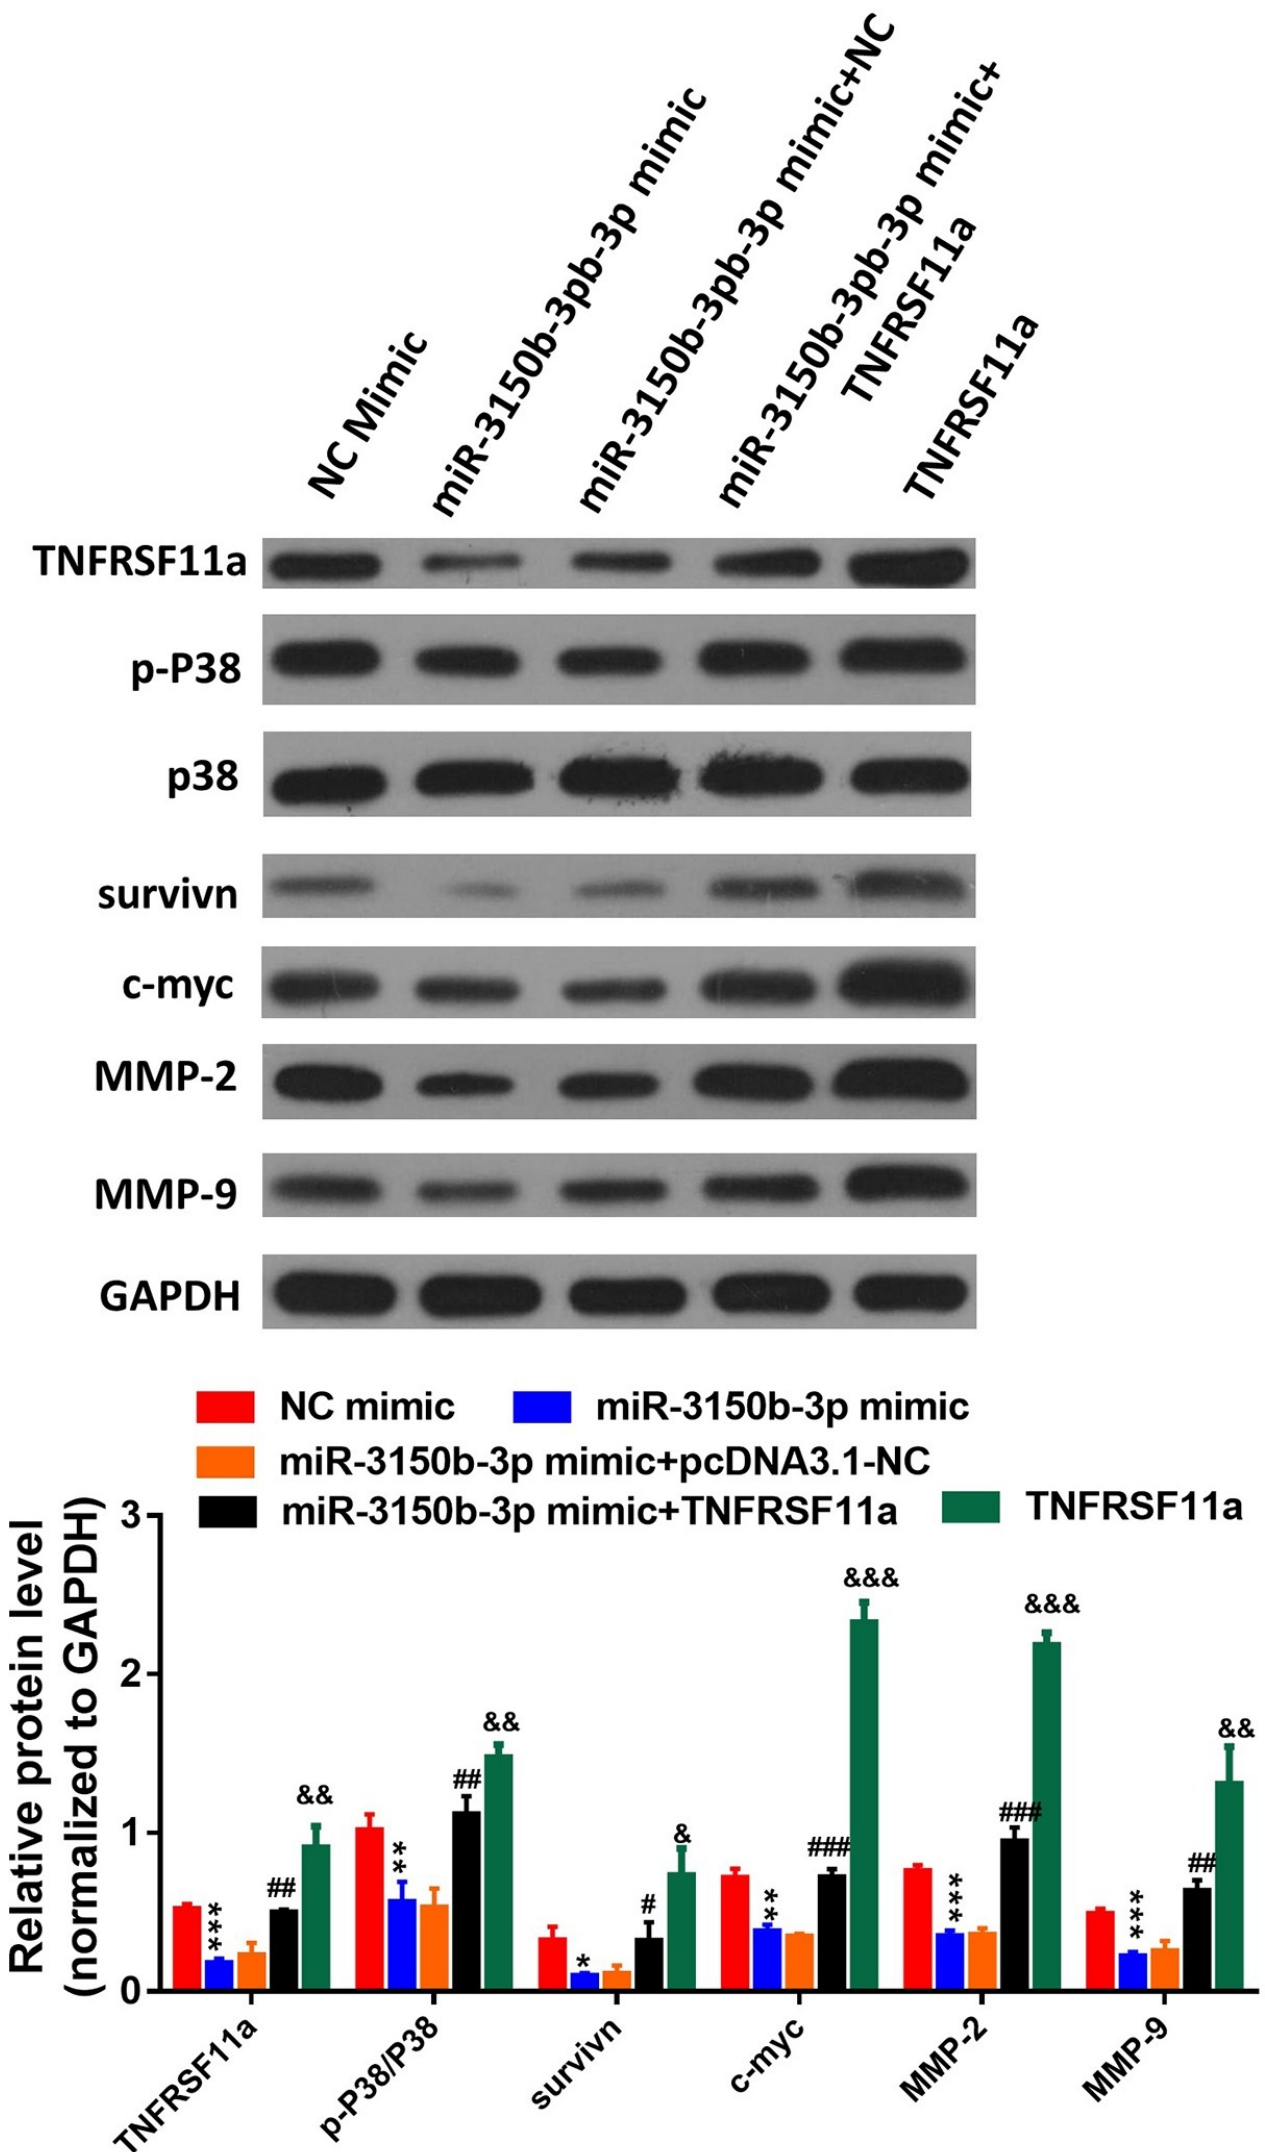 NC Mimic
miR-3150b-3pb-3p mimic
miR-3150b-3pb-3p mimic+NC
miR-3150b-3pb-3p mimic+
TNFRSF11a
TNFRSF11a
TNFRSF11a
p-P38
p38
survivn
c-myc
MMP-2
MMP-9
GAPDH
NC mimic
miR-3150b-3p mimic
miR-3150b-3p mimic+pcDNA3.1-NC
miR-3150b-3p mimic+TNFRSF11a
TNFRSF11a
Relative protein level
(normalized to GAPDH)
3
2
1
0
***
##
&&
**
##
&&
*
#
&
**
###
&&&
***
###
&&&
***
##
&&
TNFRSF11a
p-P38/P38
survivn
c-myc
MMP-2
MMP-9